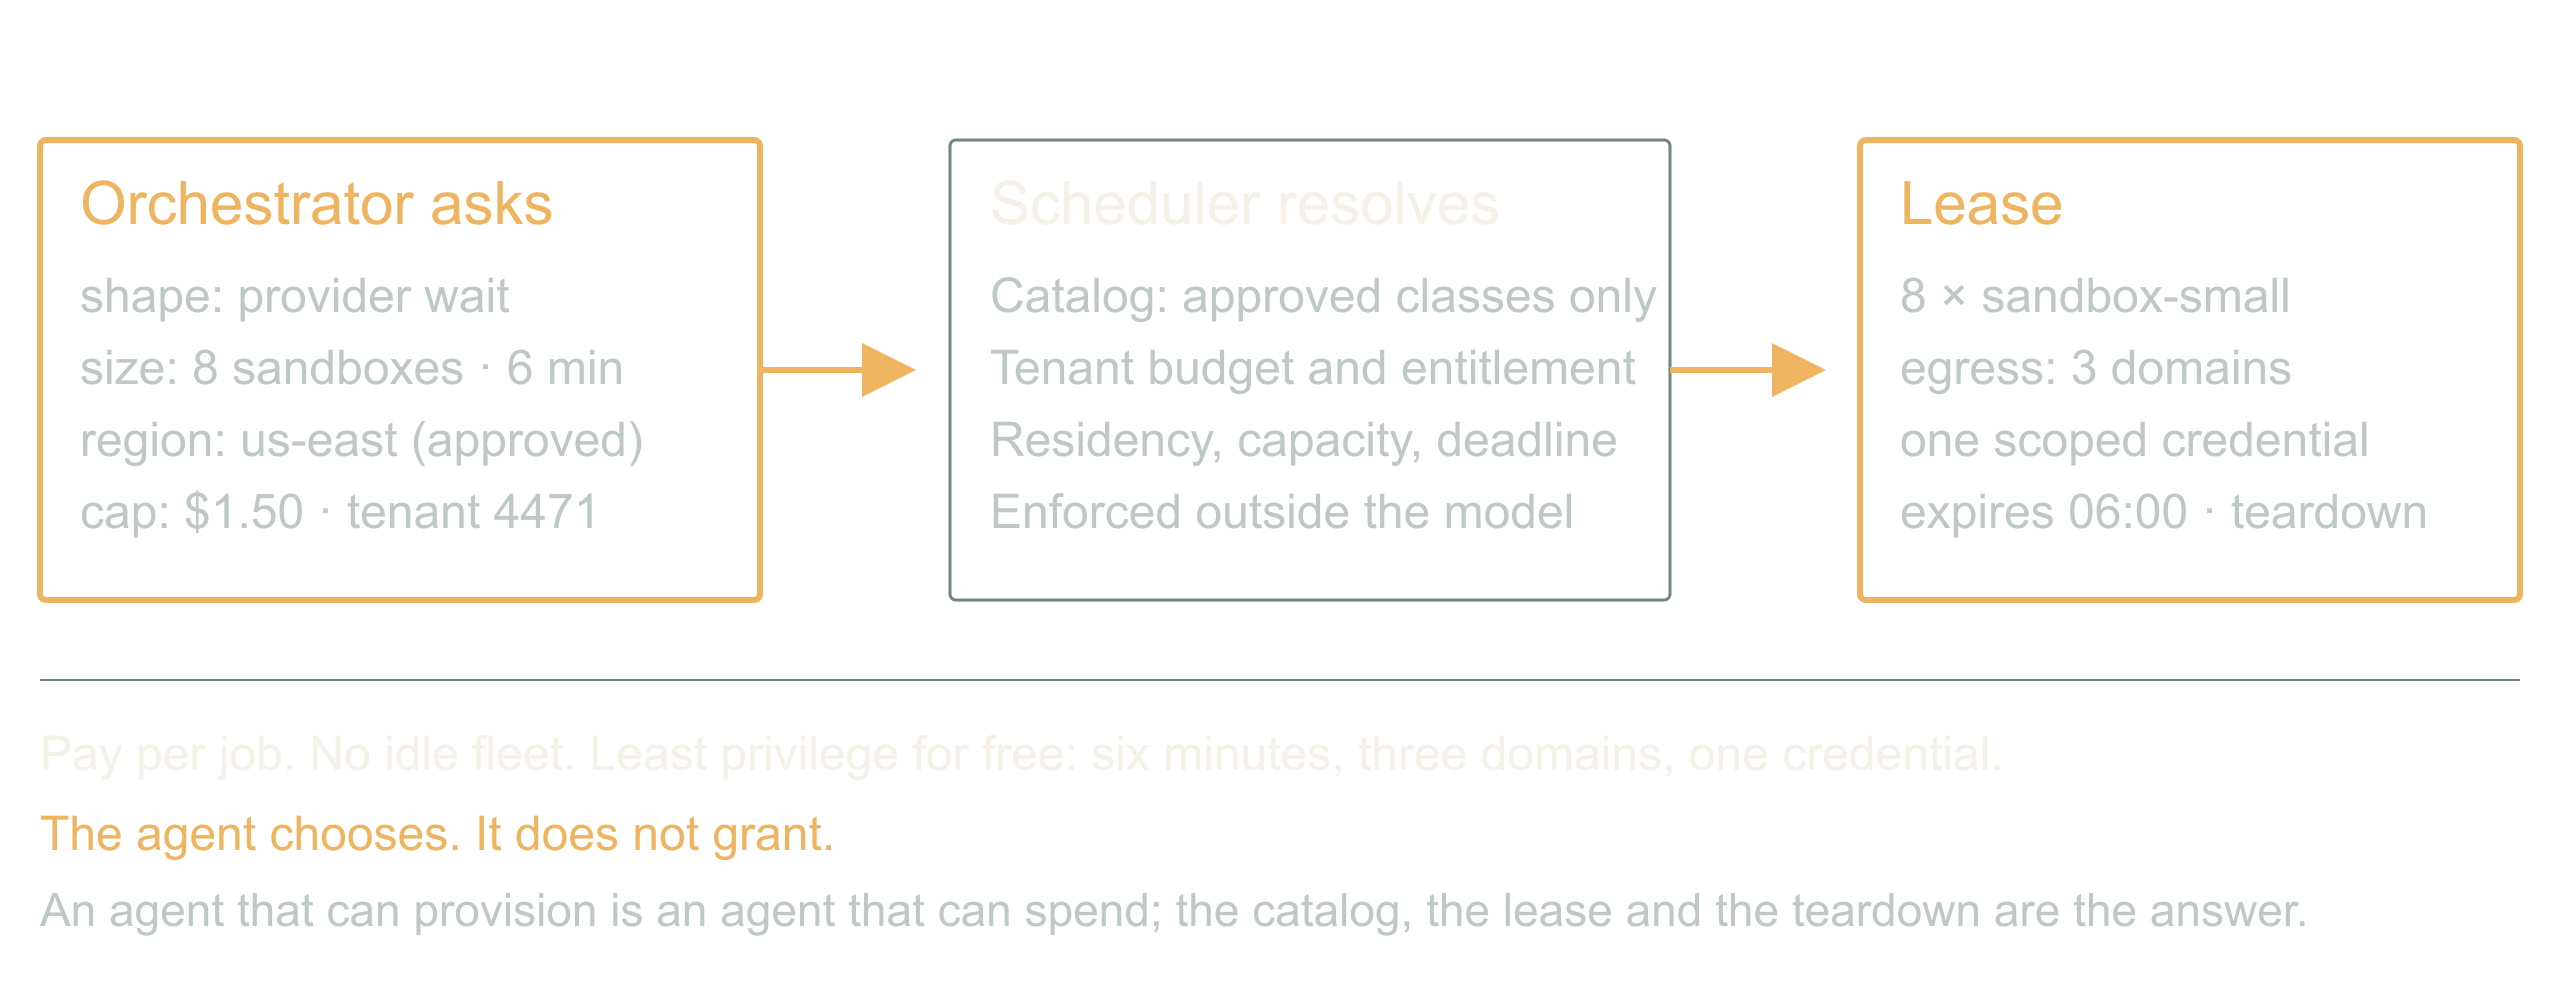 Orchestrator asks
shape: provider wait
size: 8 sandboxes · 6 min
region: us-east (approved)
cap: $1.50 · tenant 4471
Scheduler resolves
Catalog: approved classes only
Tenant budget and entitlement
Residency, capacity, deadline
Enforced outside the model
Lease
8 × sandbox-small
egress: 3 domains
one scoped credential
expires 06:00 · teardown
Pay per job. No idle fleet. Least privilege for free: six minutes, three domains, one credential.
The agent chooses. It does not grant.
An agent that can provision is an agent that can spend; the catalog, the lease and the teardown are the answer.